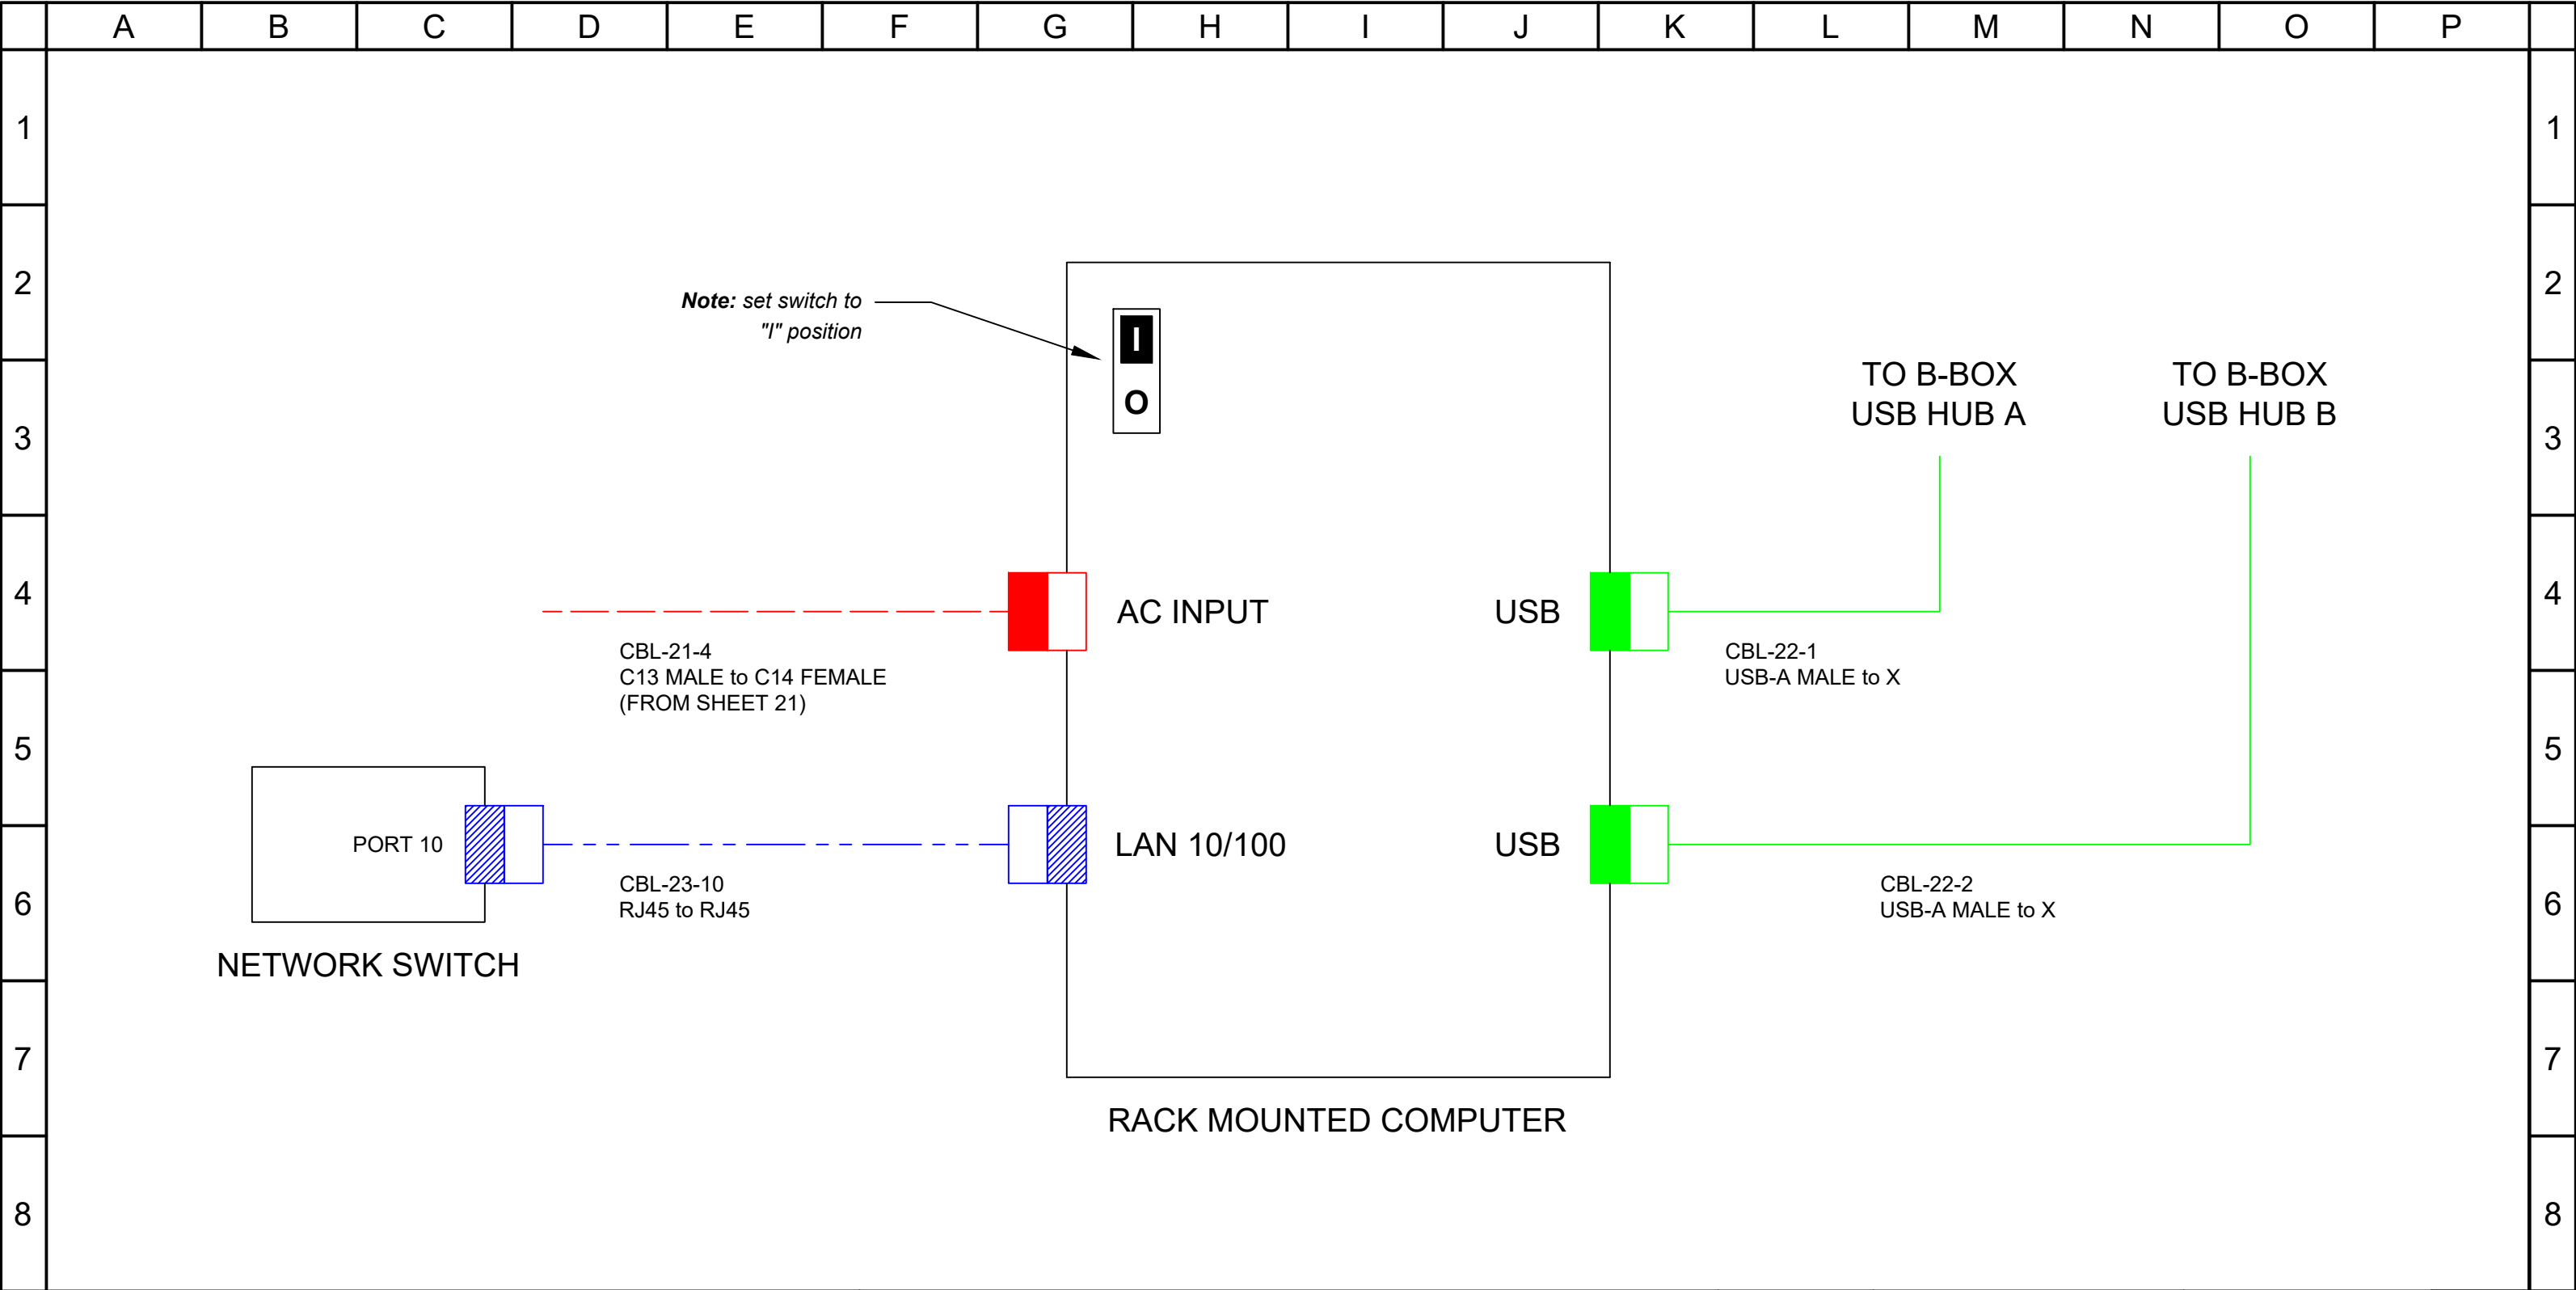 A B C D E F G H I J K L M N O P
1 1
2 2
Note: set switch to
"I" position
I
O
TO B-BOX
USB HUB A
TO B-BOX
USB HUB B
3 3
4 4
AC INPUT
USB
CBL-21-4
C13 MALE to C14 FEMALE
(FROM SHEET 21)
CBL-22-1
USB-A MALE to X
5 5
PORT 10
LAN 10/100
USB
CBL-23-10
RJ45 to RJ45
CBL-22-2
USB-A MALE to X
6 6
NETWORK SWITCH
7 7
RACK MOUNTED COMPUTER
8 8